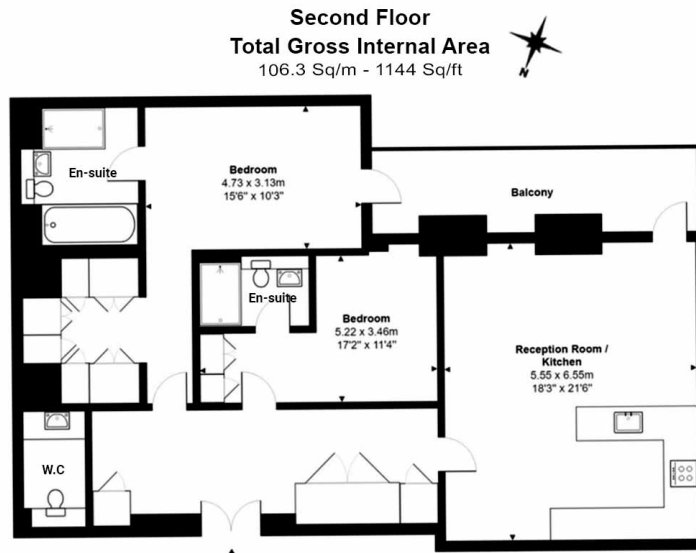 Second Floor
Total Gross Internal Area
106.3 Sq/m - 1144 Sq/ft
N
En-suite
Bedroom
4.73 x 3.13m
15'6" x 10'3"
Balcony
En-suite
Bedroom
5.22 x 3.46m
17'2" x 11'4"
Reception Room /
Kitchen
5.55 x 6.55m
18'3" x 21'6"
W.C